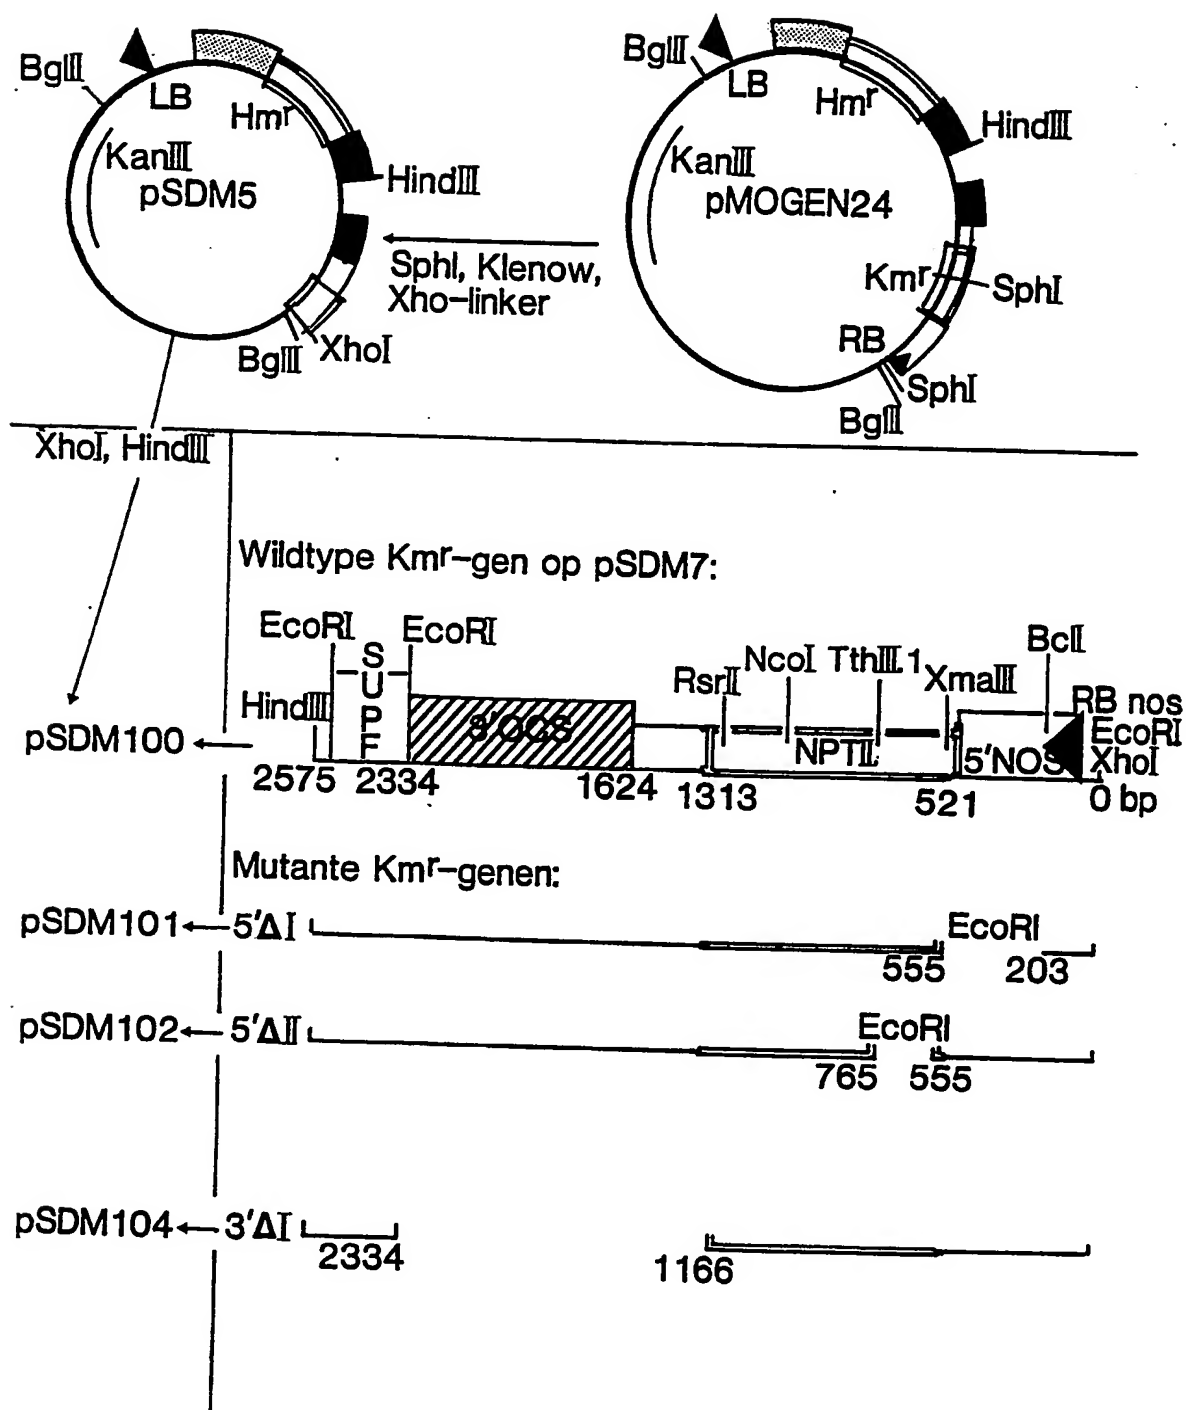 BglII
LB
Hmr
KanIII
pSDM5
HindIII
BglII
XhoI
SphI, Klenow,
Xho-linker
BglII
LB
Hmr
HindIII
KanIII
pMOGEN24
Kmr
SphI
RB
SphI
BglII
XhoI, HindIII
Wildtype Kmr-gen op pSDM7:
EcoRI
EcoRI
SUPF
HindIII
3'OCS
RsrII
NcoI
TthIII.1
XmaIII
BclI
RB nos
EcoRI
XhoI
NPTII
5'NOS
pSDM100
2575
2334
1624
1313
521
0 bp
Mutante Kmr-genen:
pSDM101
5'ΔI
EcoRI
555
203
pSDM102
5'ΔII
EcoRI
765
555
pSDM104
3'ΔI
2334
1166